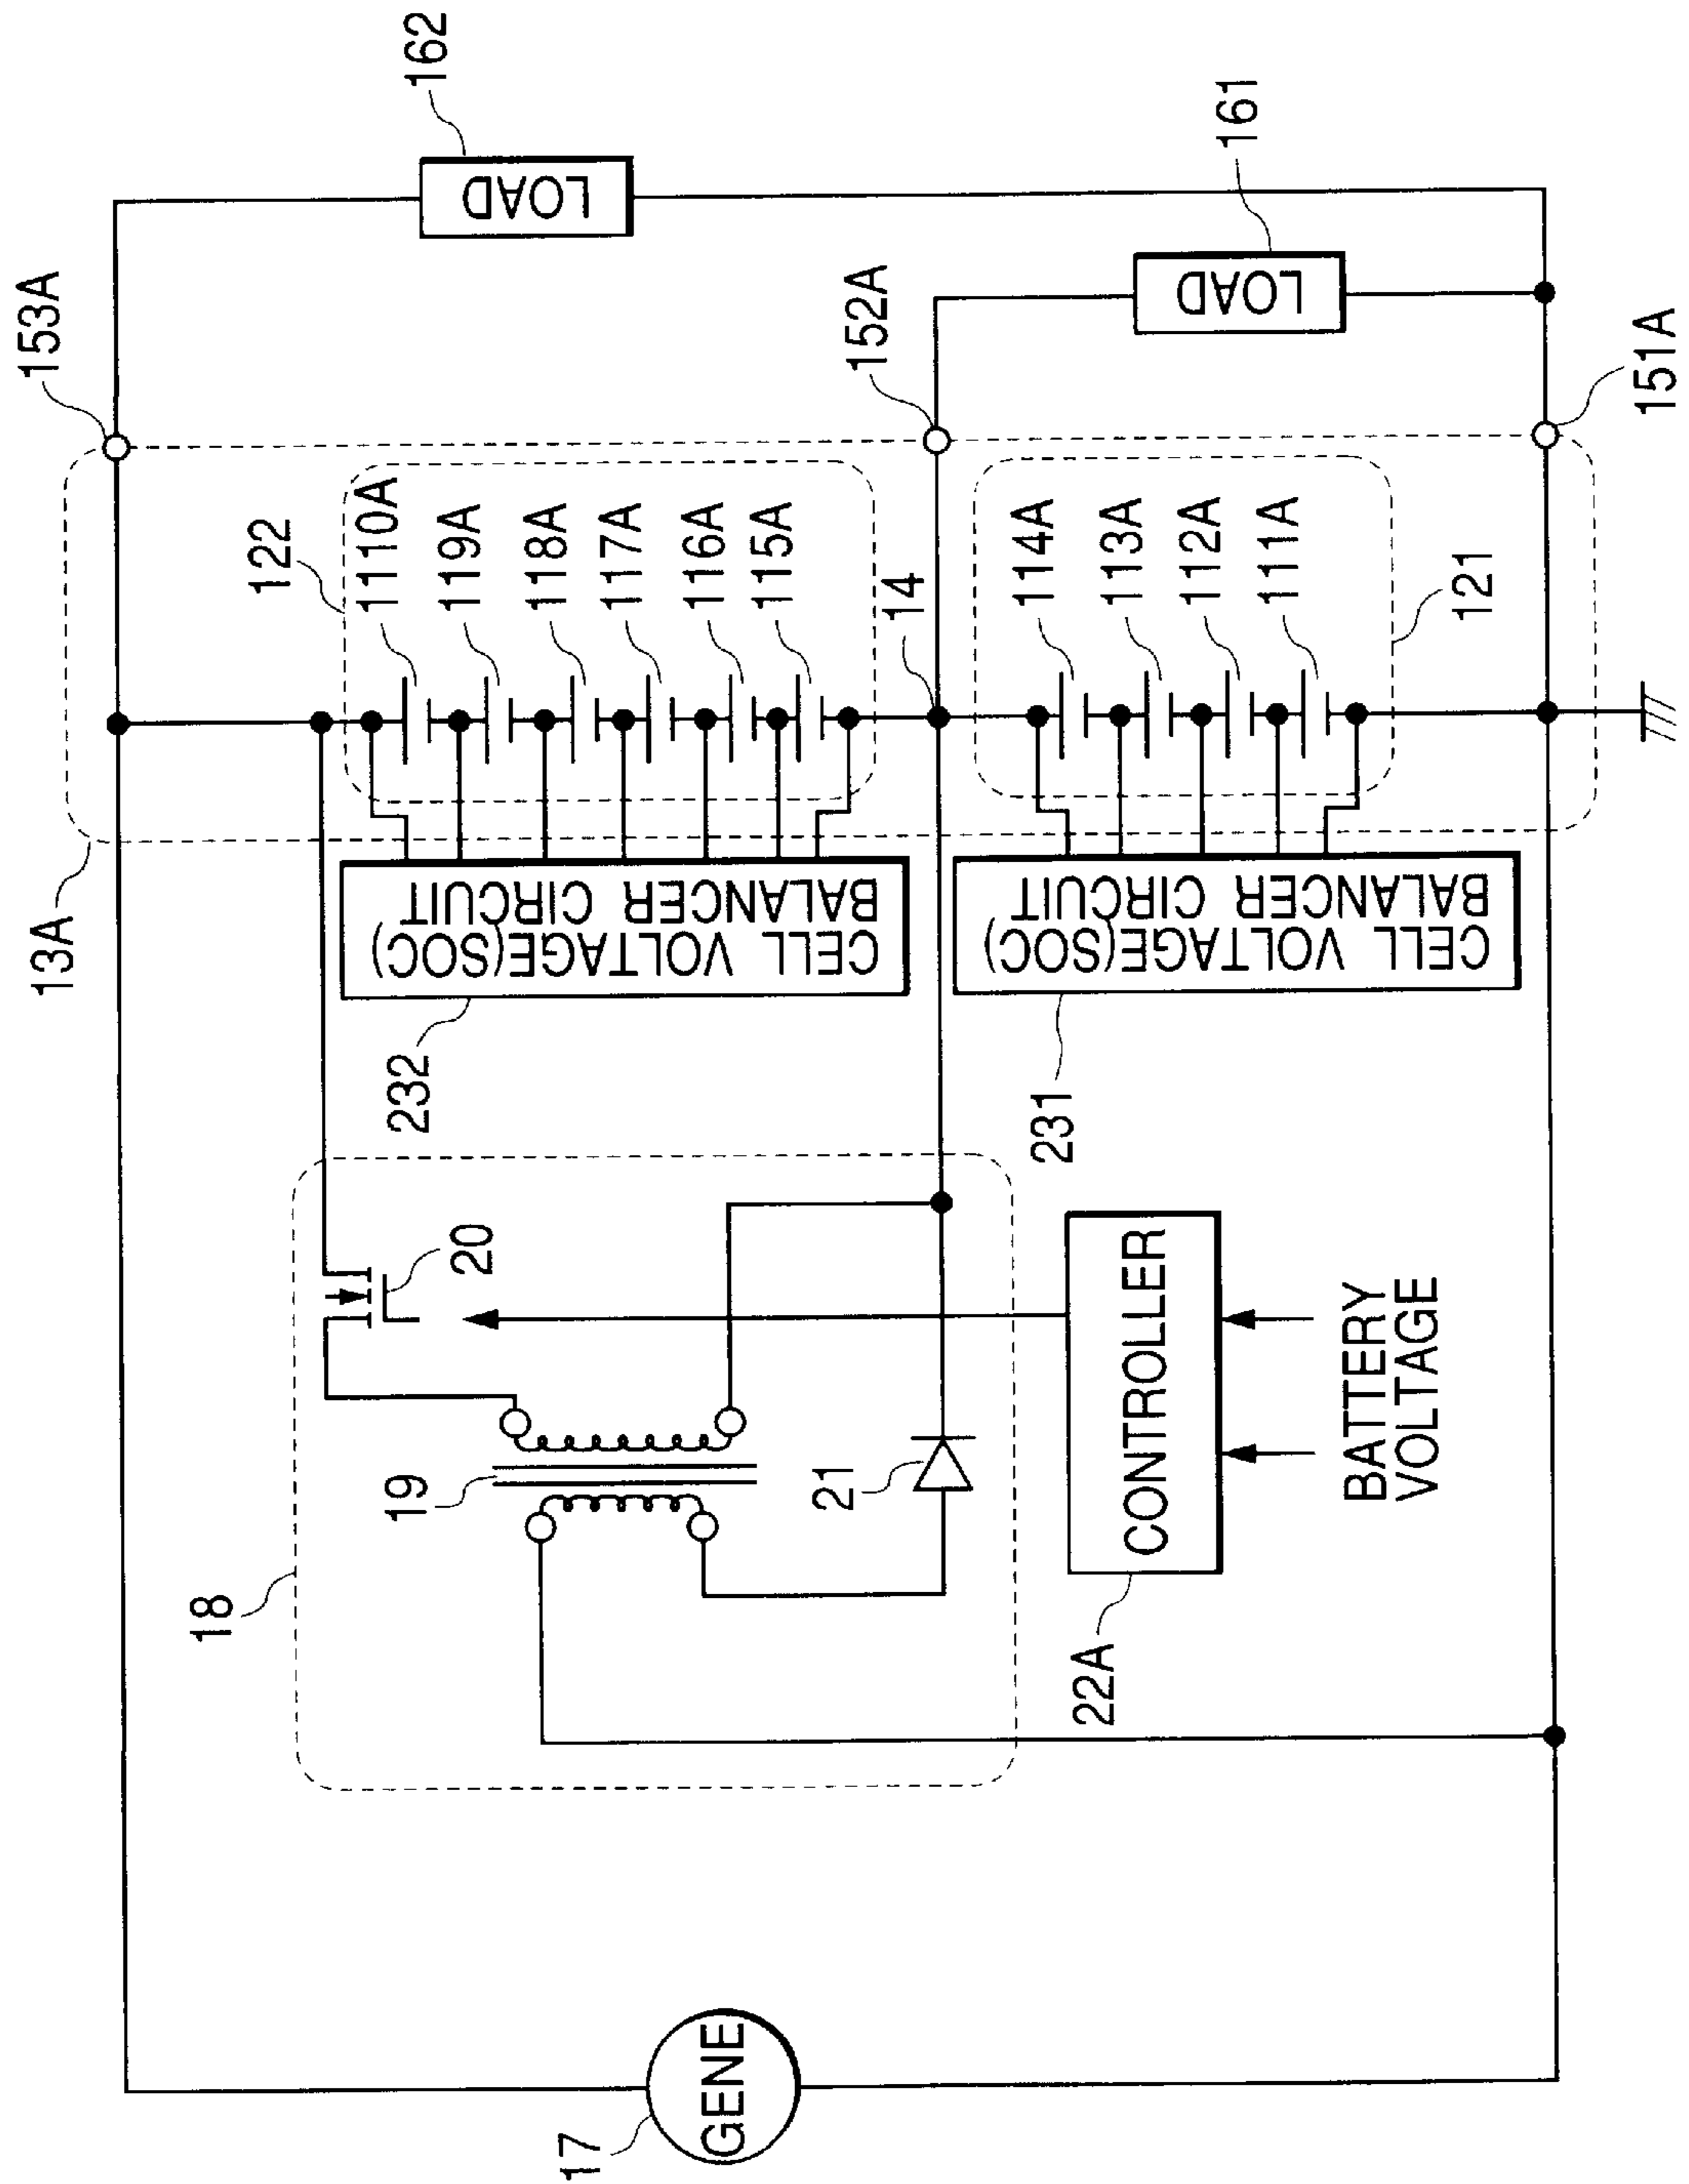 162
LOAD
161
LOAD
153A
152A
151A
122
1110A
119A
118A
117A
116A
115A
14
114A
113A
112A
111A
121
13A
CELL VOLTAGE(SOC)
BALANCER CIRCUIT
232
CELL VOLTAGE(SOC)
BALANCER CIRCUIT
231
20
19
21
18
CONTROLLER
22A
BATTERY
VOLTAGE
GENE
17